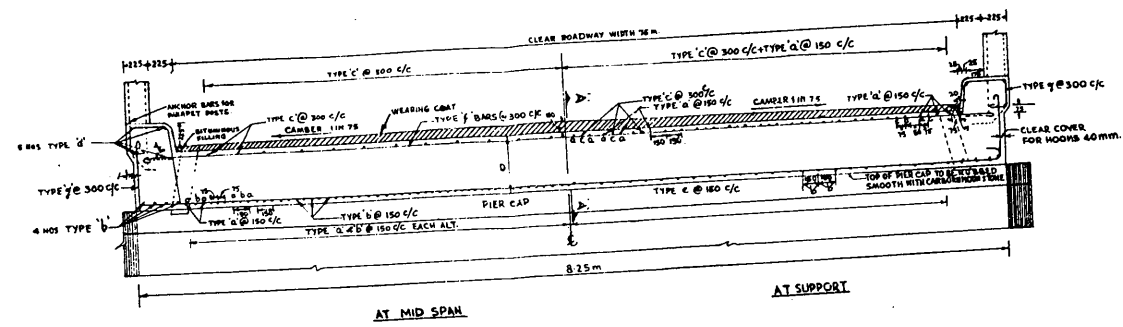 CLEAR ROADWAY WIDTH 75 m.
225 225
225 225
TYPE 'c' @ 300 C/C
TYPE 'c' @ 300 C/C + TYPE 'a' @ 150 C/C
ANCHOR BARS FOR
PARAPET POSTS
BITUMINOUS
FILLING
TYPE 'c' @ 300 C/C
WEARING COAT
TYPE 'f' BARS @ 300 C/C
CAMBER 1 IN 75
TYPE 'c' @ 300 C/C
TYPE 'a' @ 150 C/C
CAMBER 1 IN 75
TYPE 'a' @ 150 C/C
TYPE 'g' @ 300 C/C
CLEAR COVER
FOR HOOKS 40 mm.
NOS TYPE 'd'
TYPE 'g' @ 300 C/C
D
A
150 150
4 NOS TYPE 'b'
TYPE 'a' @ 150 C/C
TYPE 'b' @ 150 C/C
PIER CAP
A
TYPE e @ 150 C/C
TOP OF PIER CAP TO BE RUBBED
SMOOTH WITH CARBORUNDUM STONE
TYPE 'a' & 'b' @ 150 C/C EACH ALT.
8.25 m
AT MID SPAN
AT SUPPORT